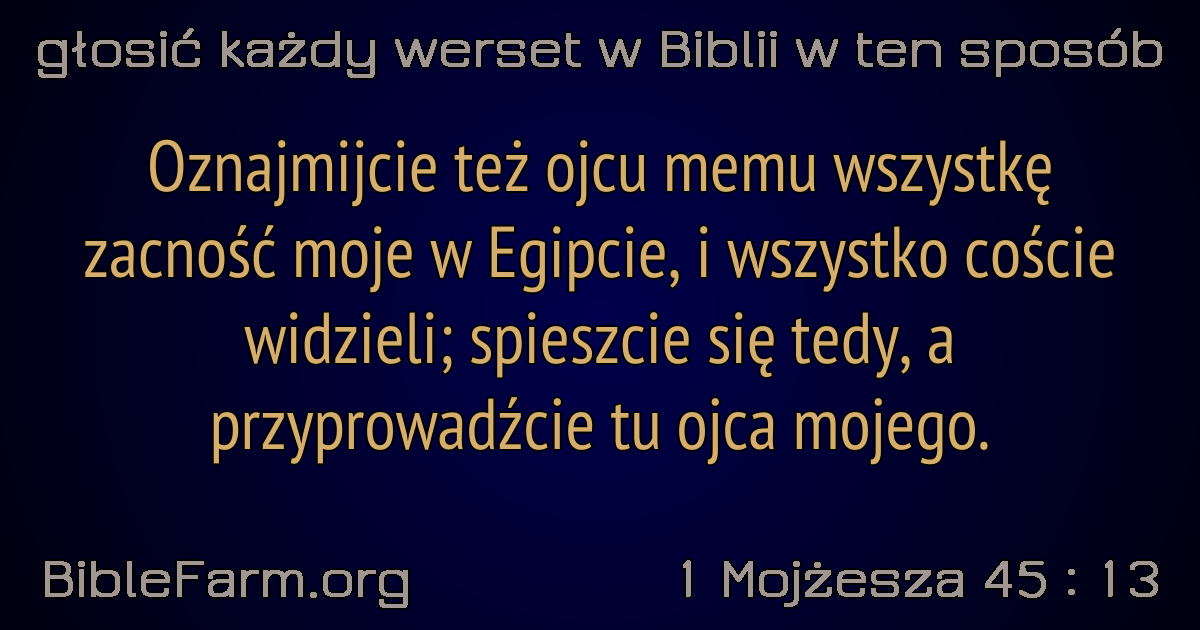 głosić każdy werset w Biblii w ten sposób
Oznajmijcie też ojcu memu wszystkę
zacność moje w Egipcie, i wszystko coście
widzieli; spieszcie się tedy, a
przyprowadźcie tu ojca mojego.
BibleFarm.org
1 Mojżesza 45 : 13